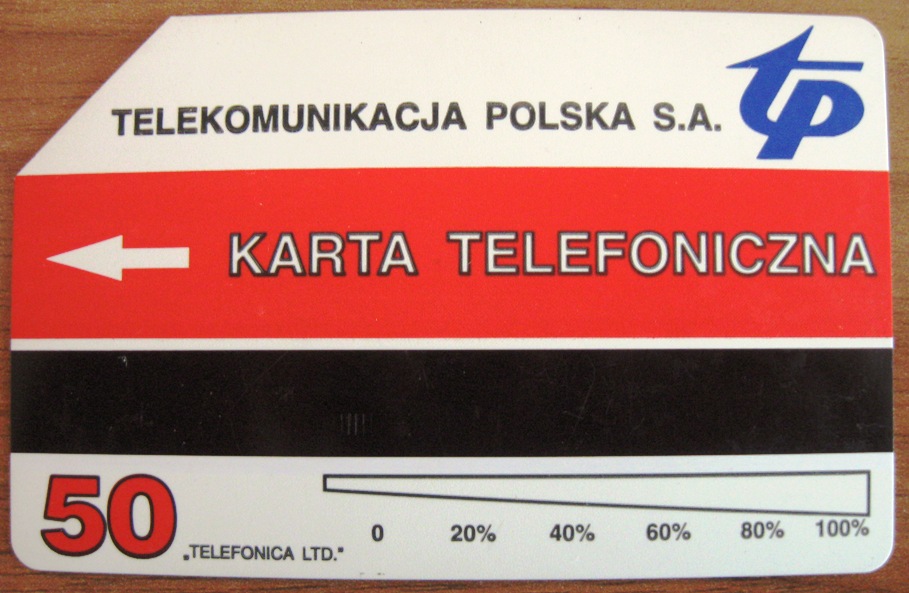 TELEKOMUNIKACJA POLSKA S.A. tp
KARTA TELEFONICZNA
50 „TELEFONICA LTD."
0 20% 40% 60% 80% 100%